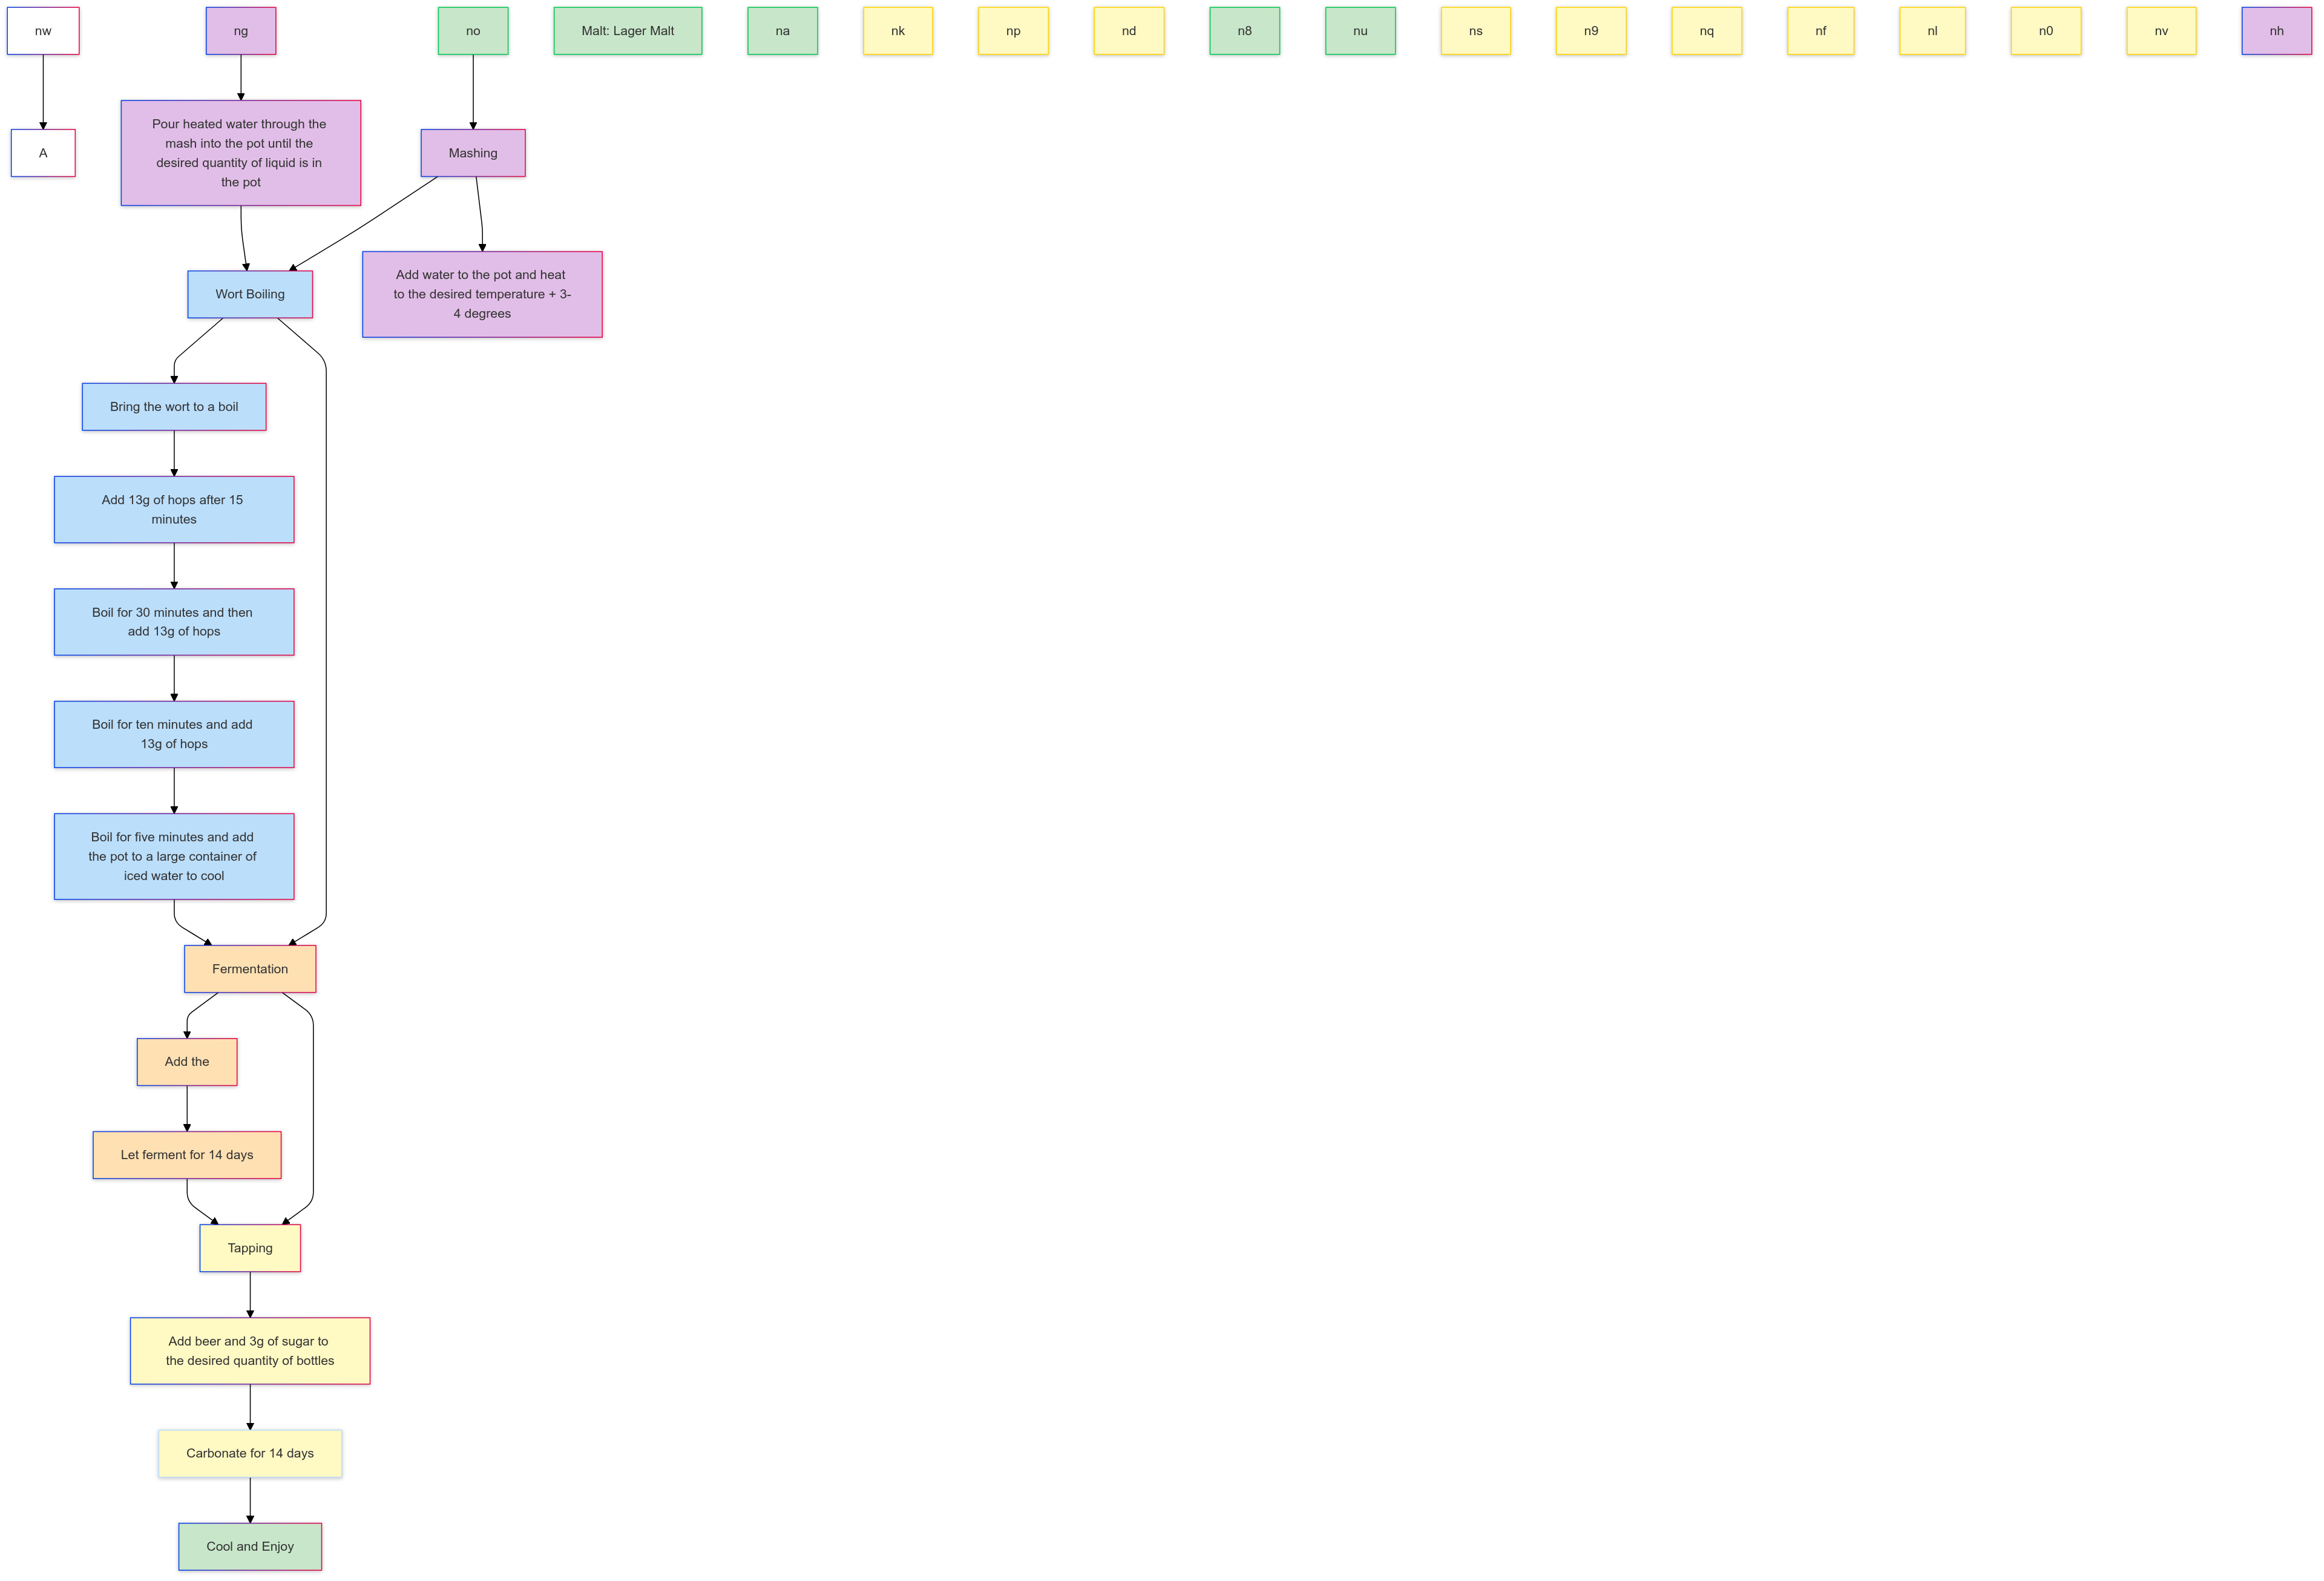 nw
ng
no
Malt: Lager Malt
na
nk
np
nd
n8
nu
ns
n9
nq
nf
nl
n0
nv
nh
A
Pour heated water through the
mash into the pot until the
desired quantity of liquid is in
the pot
Mashing
Wort Boiling
Add water to the pot and heat
to the desired temperature + 3-
4 degrees
Bring the wort to a boil
Add 13g of hops after 15
minutes
Boil for 30 minutes and then
add 13g of hops
Boil for ten minutes and add
13g of hops
Boil for five minutes and add
the pot to a large container of
iced water to cool
Fermentation
Add the
Let ferment for 14 days
Tapping
Add beer and 3g of sugar to
the desired quantity of bottles
Carbonate for 14 days
Cool and Enjoy